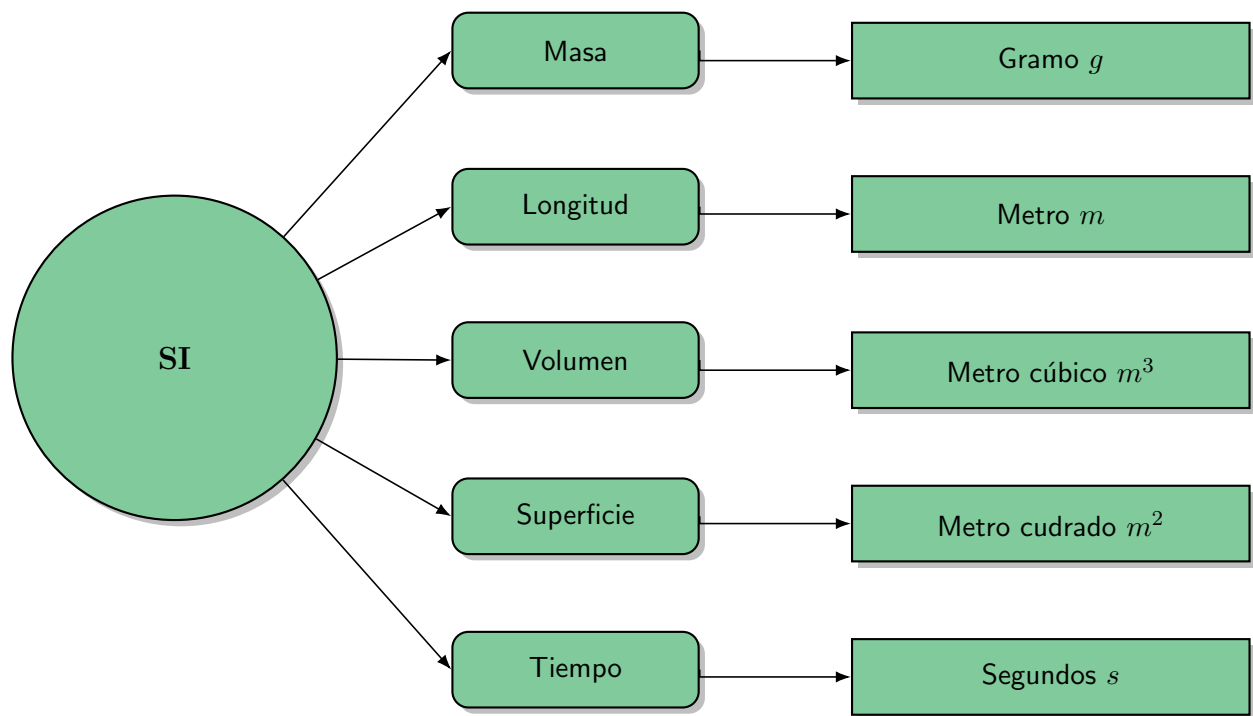 SI
Masa
Gramo g
Longitud
Metro m
Volumen
Metro cúbico m³
Superficie
Metro cudrado m²
Tiempo
Segundos s